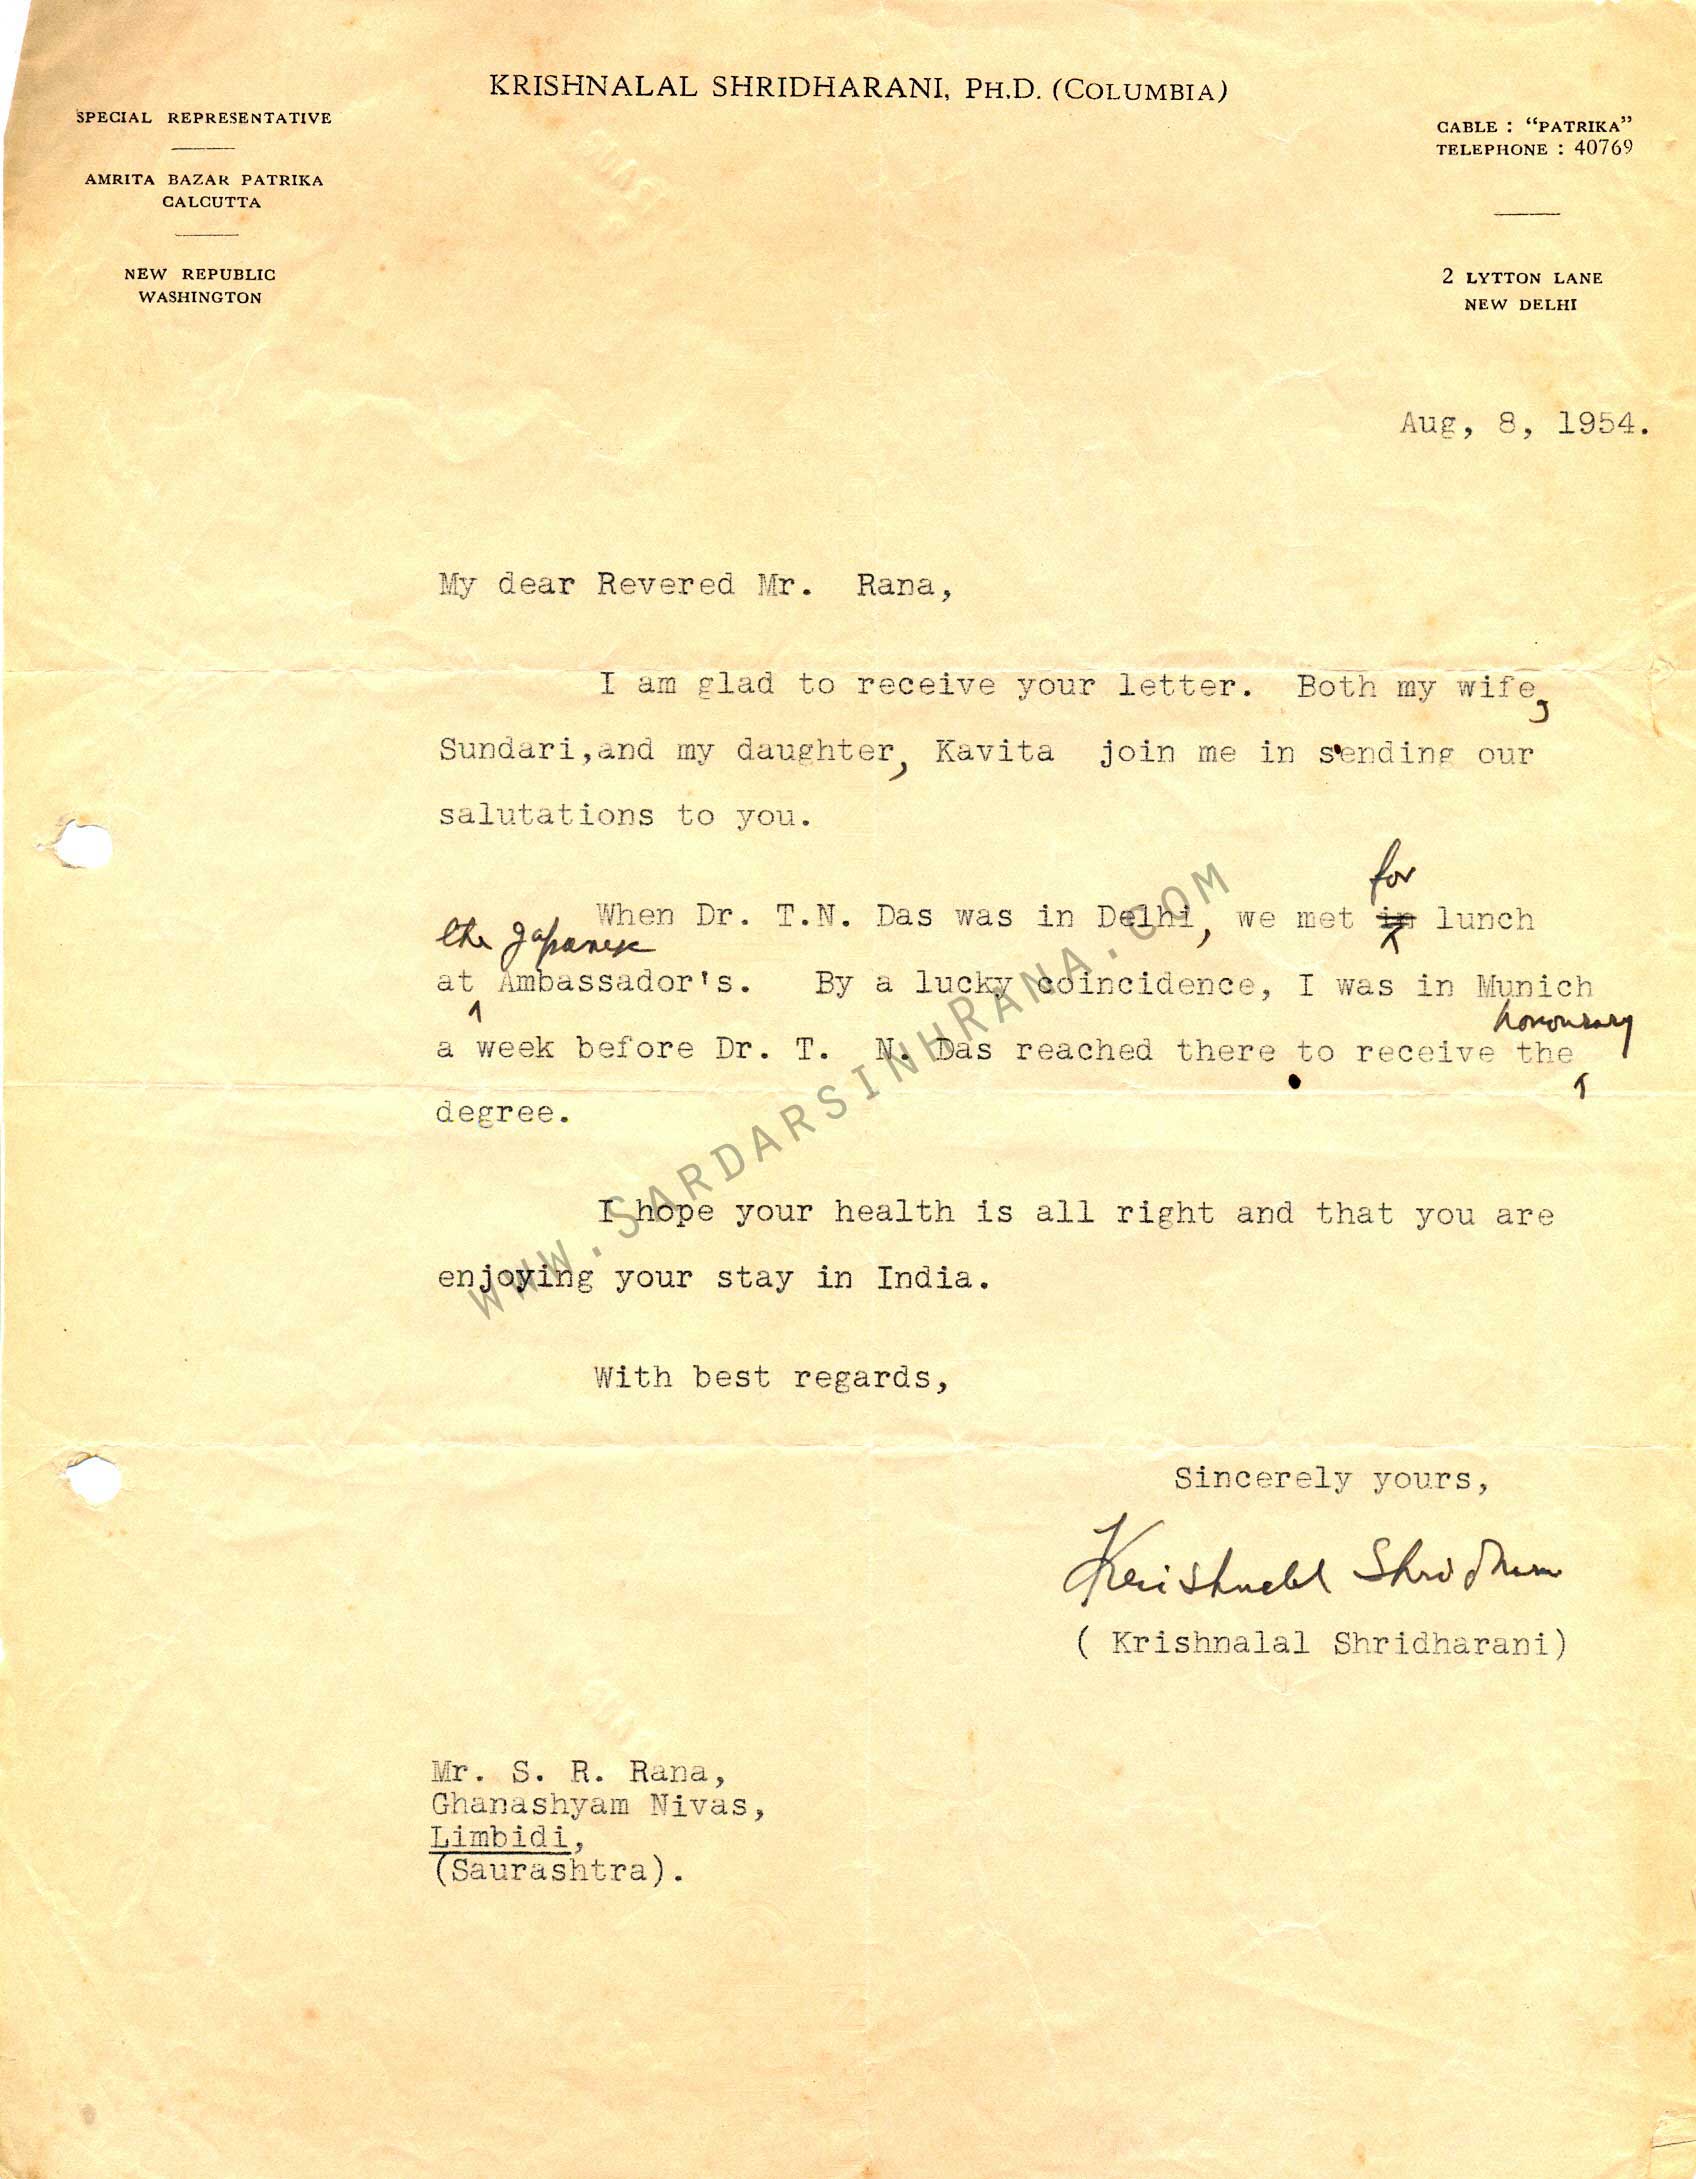 KRISHNALAL SHRIDHARANI, PH.D. (COLUMBIA)
SPECIAL REPRESENTATIVE
AMRITA BAZAR PATRIKA
CALCUTTA
NEW REPUBLIC
WASHINGTON
CABLE : “PATRIKA”
TELEPHONE : 40769
2 LYTTON LANE
NEW DELHI
Aug, 8, 1954.
My dear Revered Mr. Rana,
I am glad to receive your letter. Both my wife,
Sundari,and my daughter, Kavita join me in sending our
salutations to you.
for
When Dr. T.N. Das was in Delhi, we met in lunch
the Japanese
at Ambassador's. By a lucky coincidence, I was in Munich
honourary
a week before Dr. T. N. Das reached there to receive the
degree.
I hope your health is all right and that you are
enjoying your stay in India.
With best regards,
Sincerely yours,
Krishnalal Shridharani
( Krishnalal Shridharani)
Mr. S. R. Rana,
Ghanashyam Nivas,
Limbidi,
(Saurashtra).
WWW.SARDARSINHRANA.COM